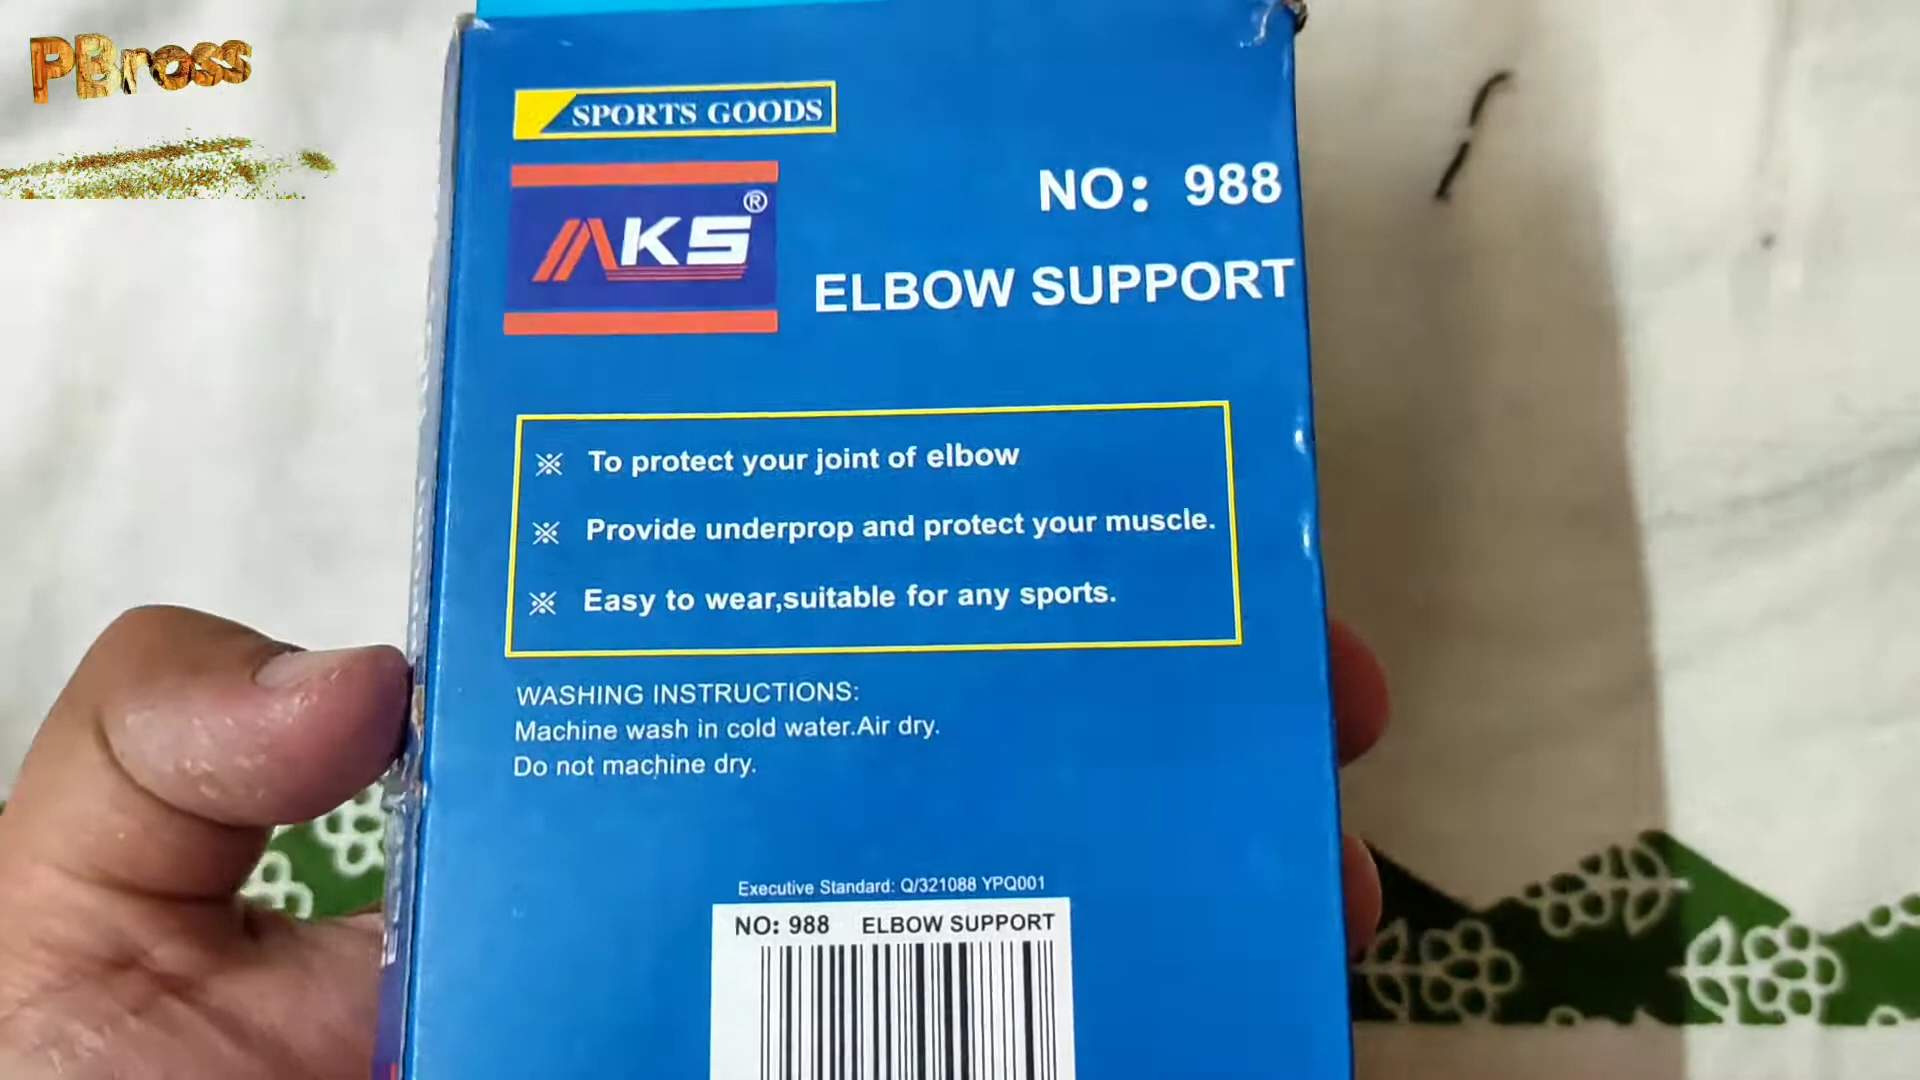 PBross
SPORTS GOODS
AKS®
NO: 988
ELBOW SUPPORT
※ To protect your joint of elbow
※ Provide underprop and protect your muscle.
※ Easy to wear,suitable for any sports.
WASHING INSTRUCTIONS:
Machine wash in cold water.Air dry.
Do not machine dry.
Executive Standard: Q/321088 YPQ001
NO: 988 ELBOW SUPPORT